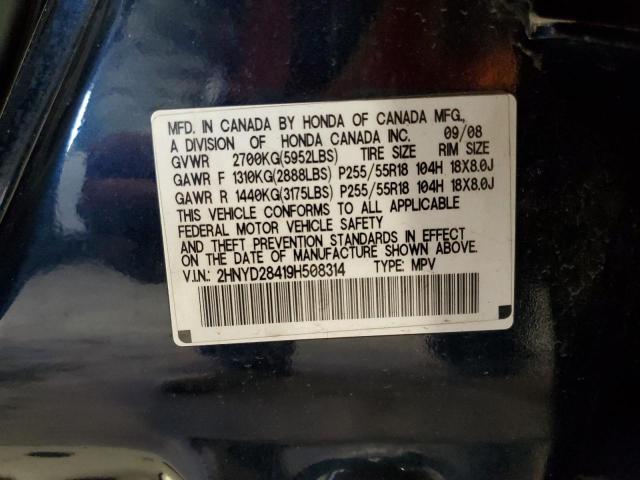 MFD. IN CANADA BY HONDA OF CANADA MFG.,
A DIVISION OF HONDA CANADA INC. 09/08
GVWR 2700KG(5952LBS) TIRE SIZE RIM SIZE
GAWR F 1310KG(2888LBS) P255/55R18 104H 18X8.0J
GAWR R 1440KG(3175LBS) P255/55R18 104H 18X8.0J
THIS VEHICLE CONFORMS TO ALL APPLICABLE
FEDERAL MOTOR VEHICLE SAFETY
AND THEFT PREVENTION STANDARDS IN EFFECT
ON THE DATE OF MANUFACTURE SHOWN ABOVE.
V.I.N.: 2HNYD28419H508314 TYPE: MPV